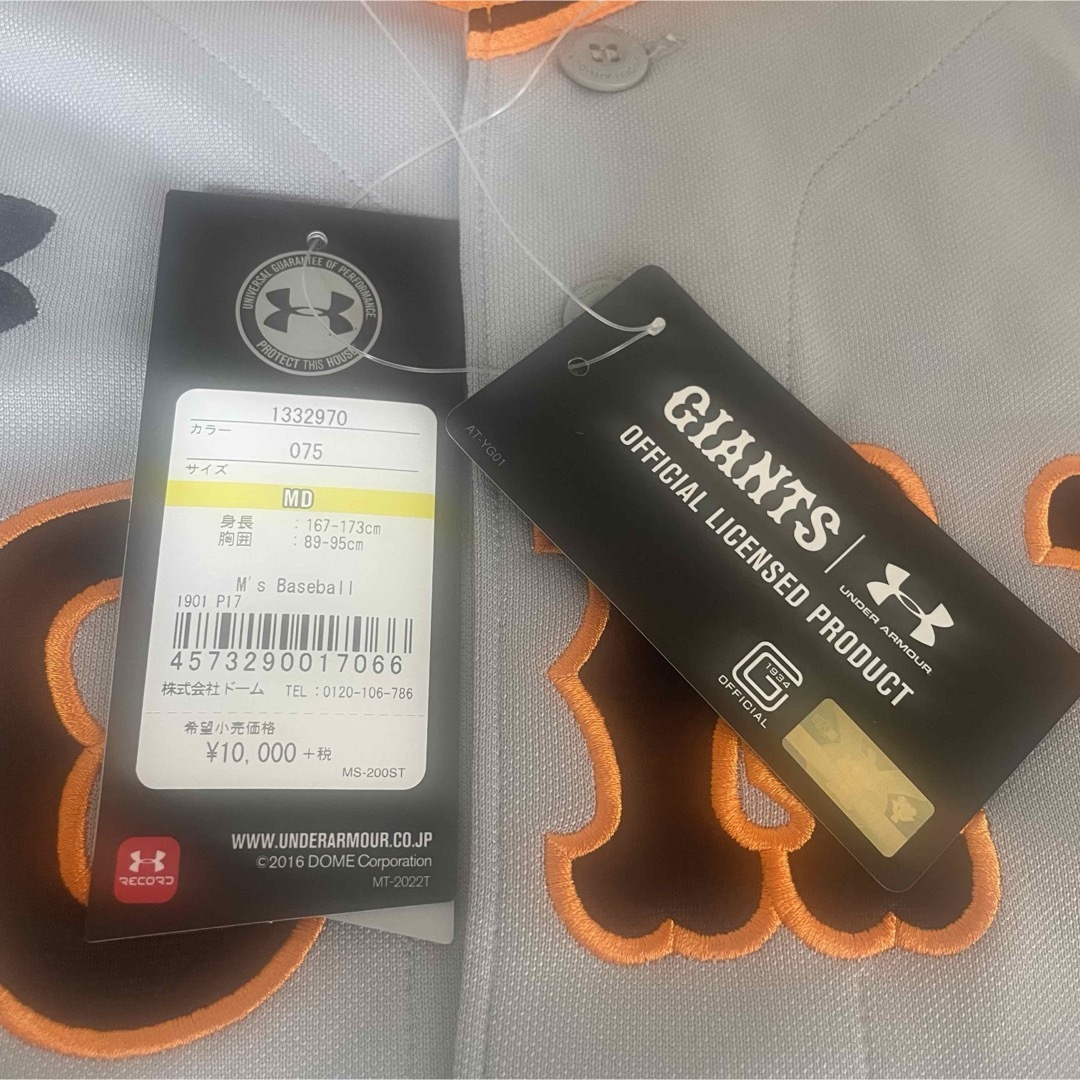 UNIVERSAL GUARANTEE OF PERFORMANCE.
PROTECT THIS HOUSE
1332970
カラー
075
サイズ
MD
身長 : 167-173cm
胸囲 : 89-95cm
M's Baseball
1901 P17
4573290017066
株式会社ドーム TEL:0120-106-786
希望小売価格
¥10,000+税
MS-200ST
WWW.UNDERARMOUR.CO.JP
©2016 DOME Corporation
MT-2022T
RECORD
AT-YG01
GIANTS
UNDER ARMOUR
OFFICIAL LICENSED PRODUCT
1934
OFFICIAL